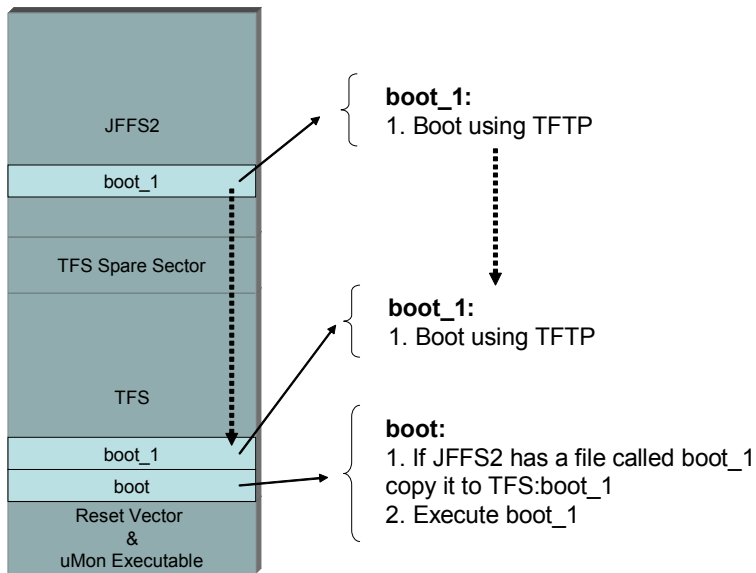 JFFS2
boot_1
TFS Spare Sector
TFS
boot_1
boot
Reset Vector
&
uMon Executable
boot_1:
1. Boot using TFTP
boot_1:
1. Boot using TFTP
boot:
1. If JFFS2 has a file called boot_1
copy it to TFS:boot_1
2. Execute boot_1